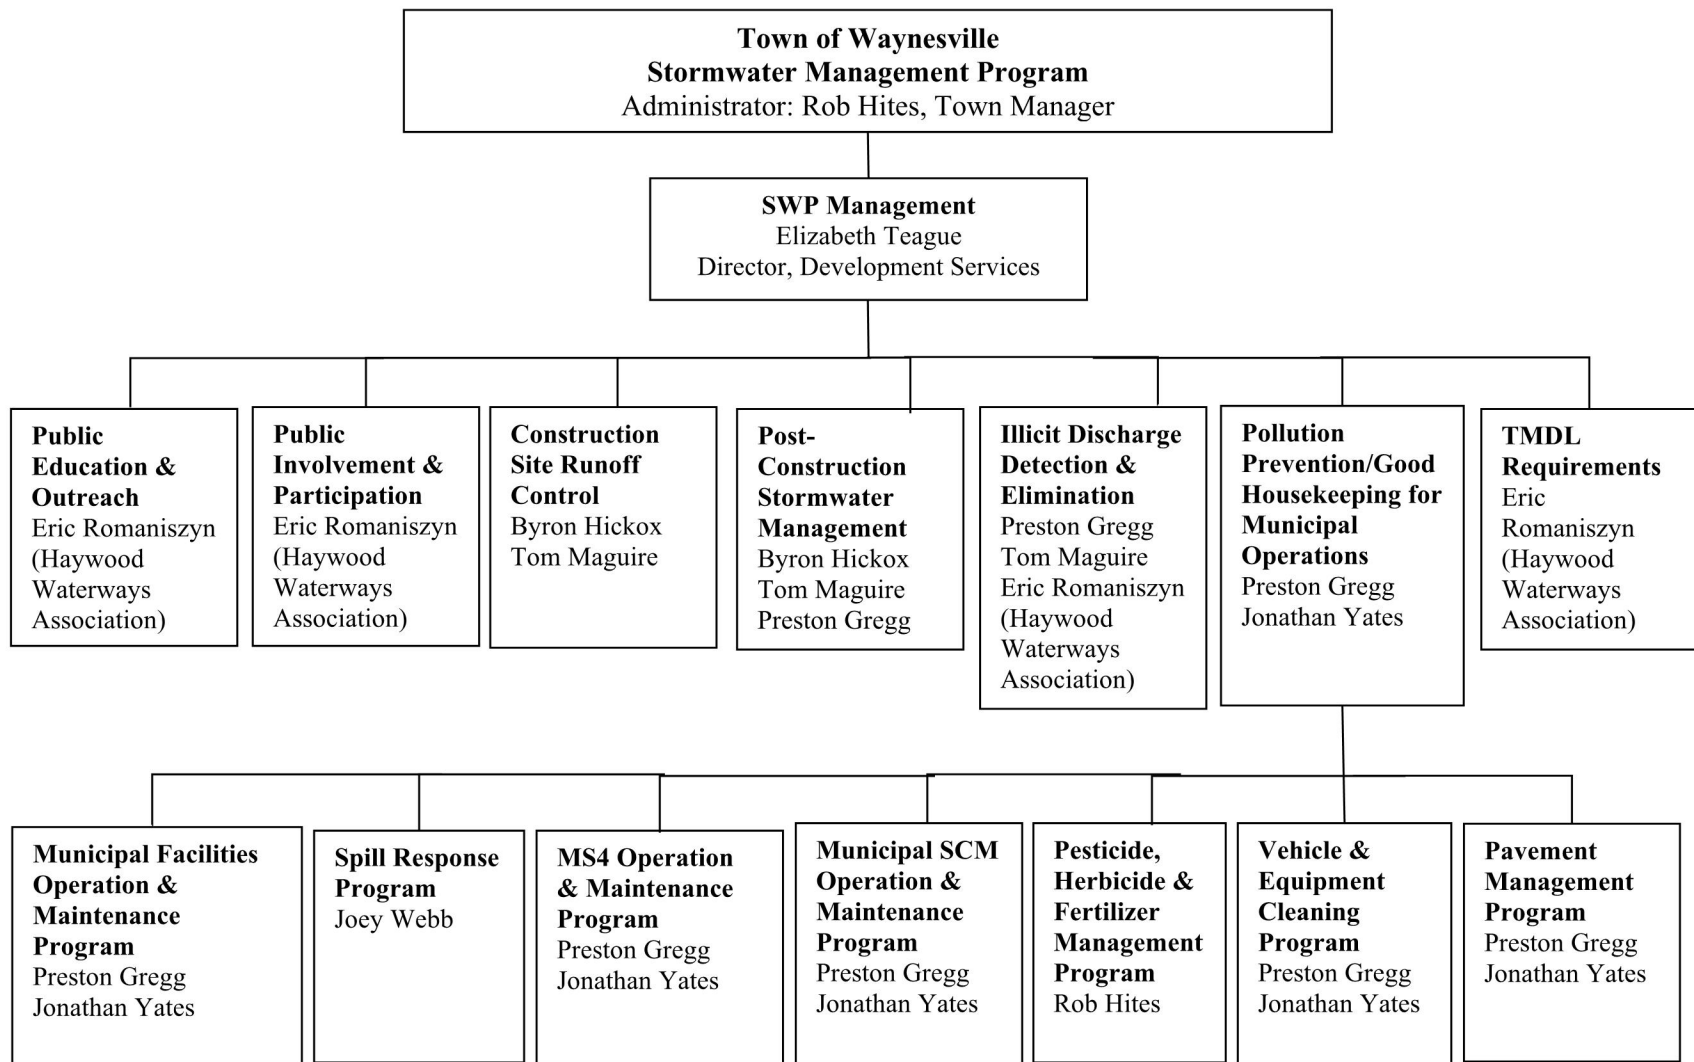 Town of Waynesville
Stormwater Management Program
Administrator: Rob Hites, Town Manager
SWP Management
Elizabeth Teague
Director, Development Services
Public
Education &
Outreach
Eric Romaniszyn
(Haywood
Waterways
Association)
Public
Involvement &
Participation
Eric Romaniszyn
(Haywood
Waterways
Association)
Construction
Site Runoff
Control
Byron Hickox
Tom Maguire
Post-
Construction
Stormwater
Management
Byron Hickox
Tom Maguire
Preston Gregg
Illicit Discharge
Detection &
Elimination
Preston Gregg
Tom Maguire
Eric Romaniszyn
(Haywood
Waterways
Association)
Pollution
Prevention/Good
Housekeeping for
Municipal
Operations
Preston Gregg
Jonathan Yates
TMDL
Requirements
Eric
Romaniszyn
(Haywood
Waterways
Association)
Municipal Facilities
Operation &
Maintenance
Program
Preston Gregg
Jonathan Yates
Spill Response
Program
Joey Webb
MS4 Operation
& Maintenance
Program
Preston Gregg
Jonathan Yates
Municipal SCM
Operation &
Maintenance
Program
Preston Gregg
Jonathan Yates
Pesticide,
Herbicide &
Fertilizer
Management
Program
Rob Hites
Vehicle &
Equipment
Cleaning
Program
Preston Gregg
Jonathan Yates
Pavement
Management
Program
Preston Gregg
Jonathan Yates